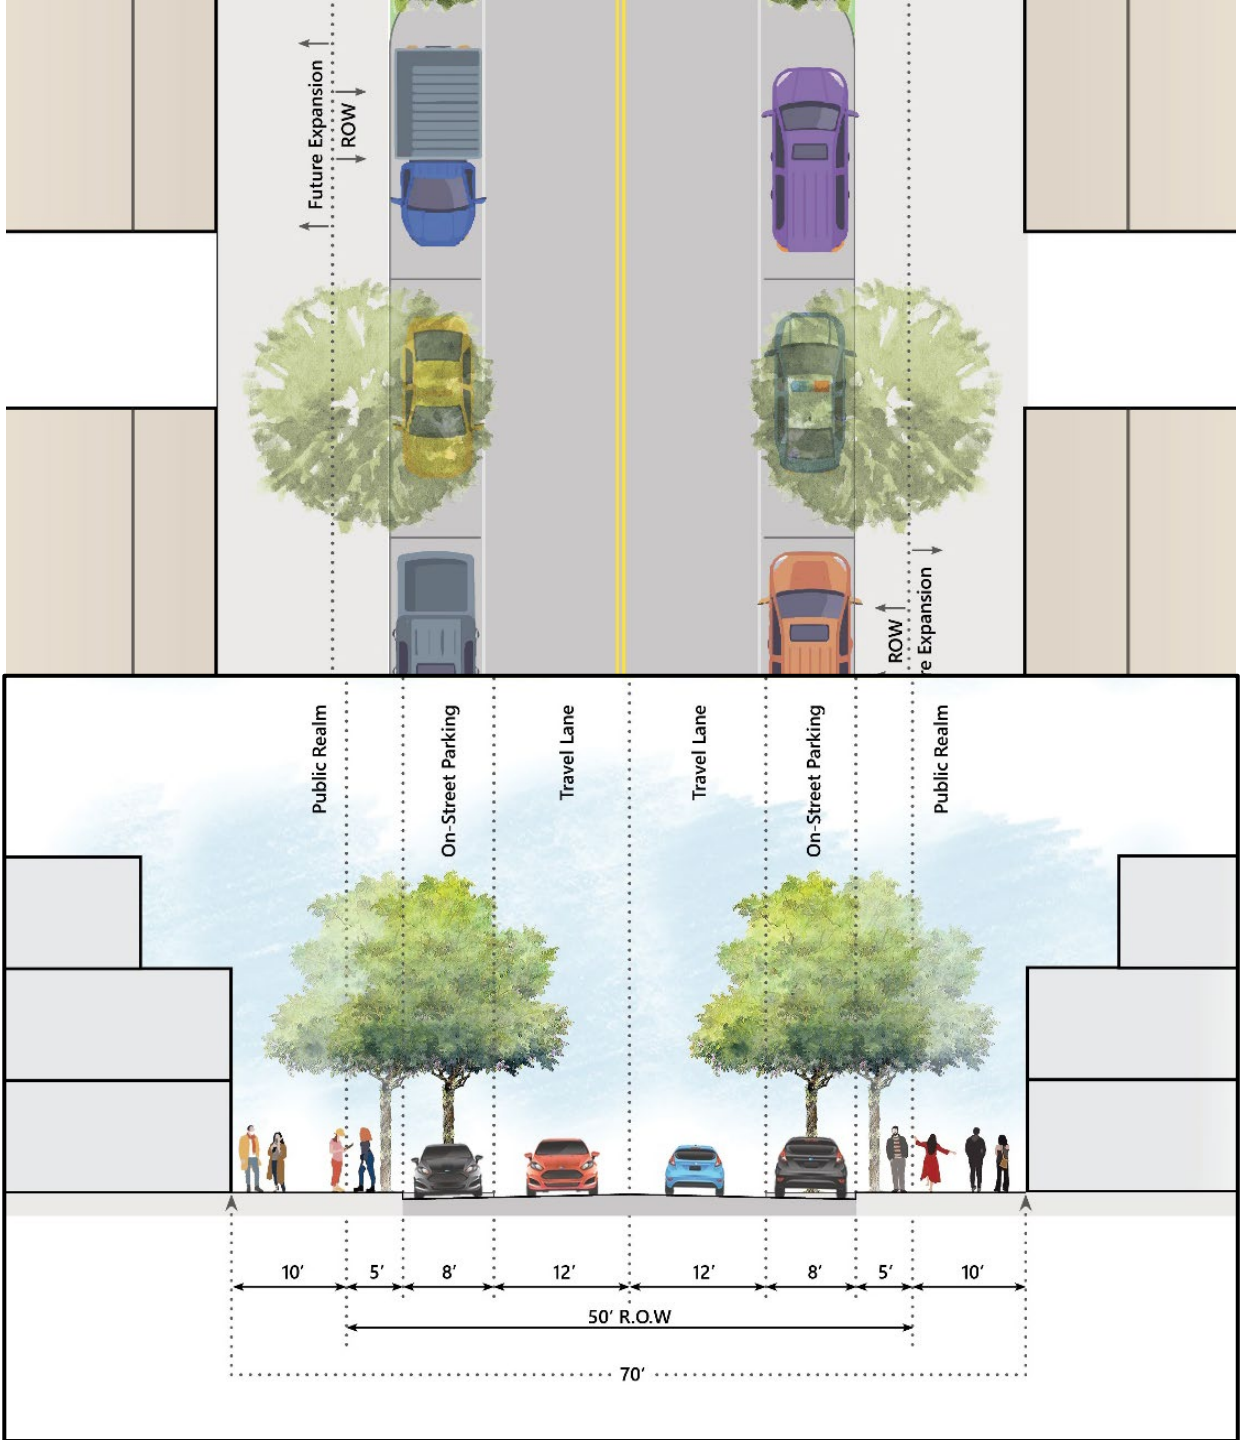 Future Expansion
ROW
ROW
re Expansion
Public Realm
On-Street Parking
Travel Lane
Travel Lane
On-Street Parking
Public Realm
10′ 5′ 8′ 12′ 12′ 8′ 5′ 10′
50′ R.O.W
70′